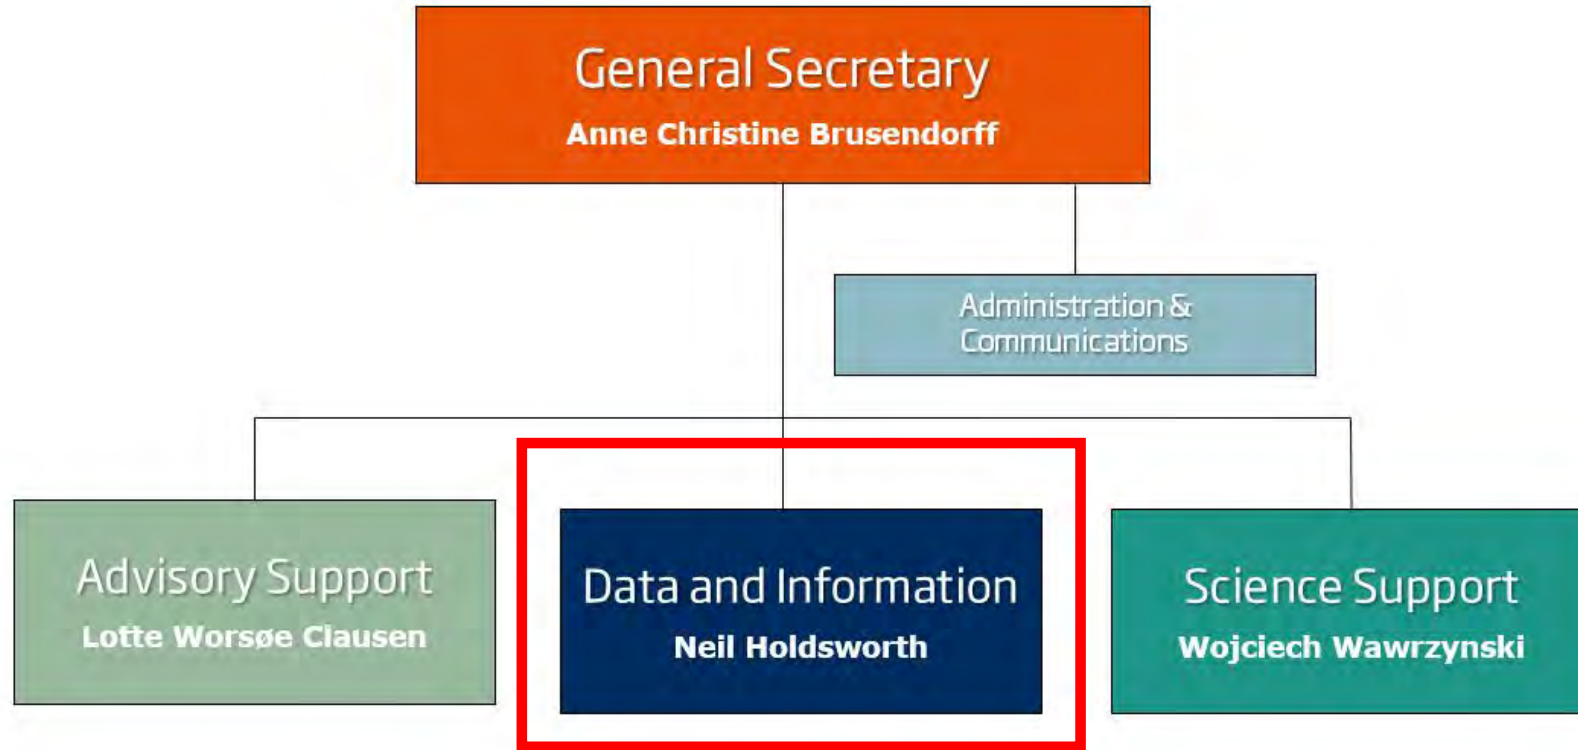 General Secretary
Anne Christine Brusendorff
Administration &
Communications
Advisory Support
Lotte Worsøe Clausen
Data and Information
Neil Holdsworth
Science Support
Wojciech Wawrzynski